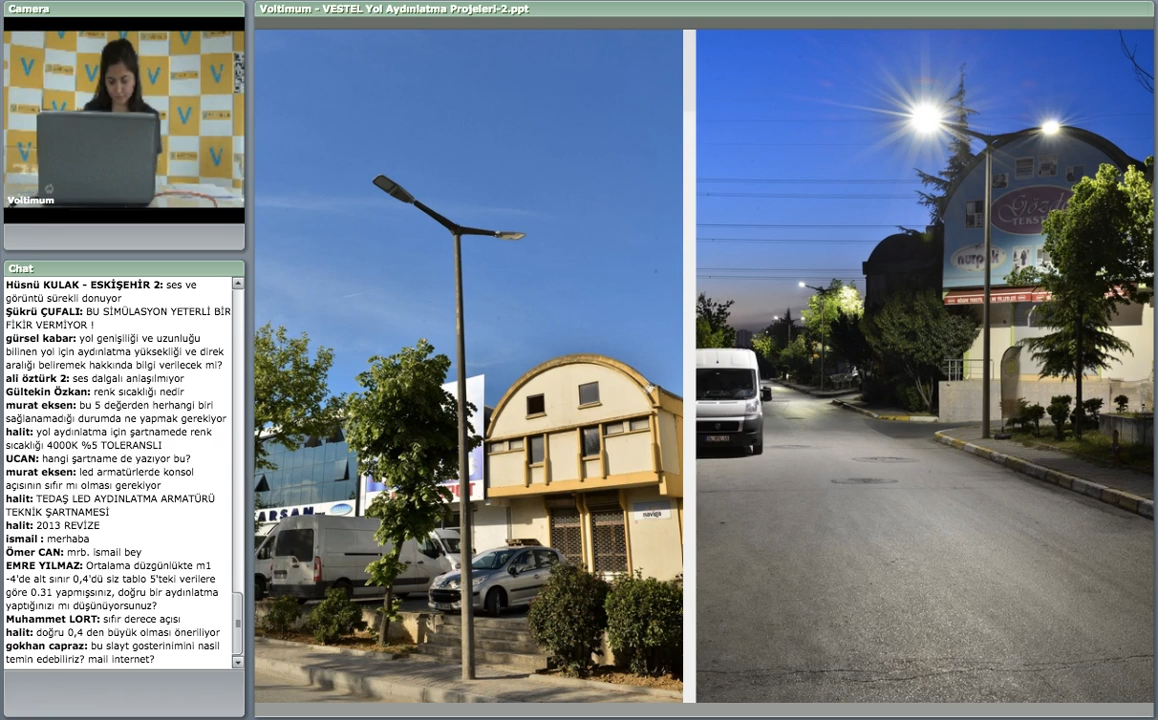 Camera
Voltimum
Chat
Hüsnü KULAK - ESKİŞEHİR 2: ses ve
görüntü sürekli donuyor
Şükrü ÇUFALI: BU SİMÜLASYON YETERLİ BİR
FİKİR VERMİYOR !
gürsel kabar: yol genişiliği ve uzunluğu
bilinen yol için aydınlatma yüksekliği ve direk
aralığı beliremek hakkında bilgi verilecek mi?
ali öztürk 2: ses dalgalı anlaşılmıyor
Gültekin Özkan: renk sıcaklığı nedir
murat eksen: bu 5 değerden herhangi biri
sağlanamadığı durumda ne yapmak gerekiyor
halit: yol aydınlatma için şartnamede renk
sıcaklığı 4000K %5 TOLERANSLI
UCAN: hangi şartname de yazıyor bu?
murat eksen: led armatürlerde konsol
açısının sıfır mı olması gerekiyor
halit: TEDAŞ LED AYDINLATMA ARMATÜRÜ
TEKNİK ŞARTNAMESİ
halit: 2013 REVİZE
ismail : merhaba
Ömer CAN: mrb. ismail bey
EMRE YILMAZ: Ortalama düzgünlükte m1
-4'de alt sınır 0,4'dü siz tablo 5'teki verilere
göre 0.31 yapmışsınız, doğru bir aydınlatma
yaptığınızı mı düşünüyorsunuz?
Muhammet LORT: sıfır derece açısı
halit: doğru 0,4 den büyük olması öneriliyor
gokhan capraz: bu slayt gosterinimini nasil
temin edebiliriz? mail internet?
Voltimum - VESTEL Yol Aydınlatma Projeleri-2.ppt
ARSAN
naviga
Gözde
TEKS
nurpak